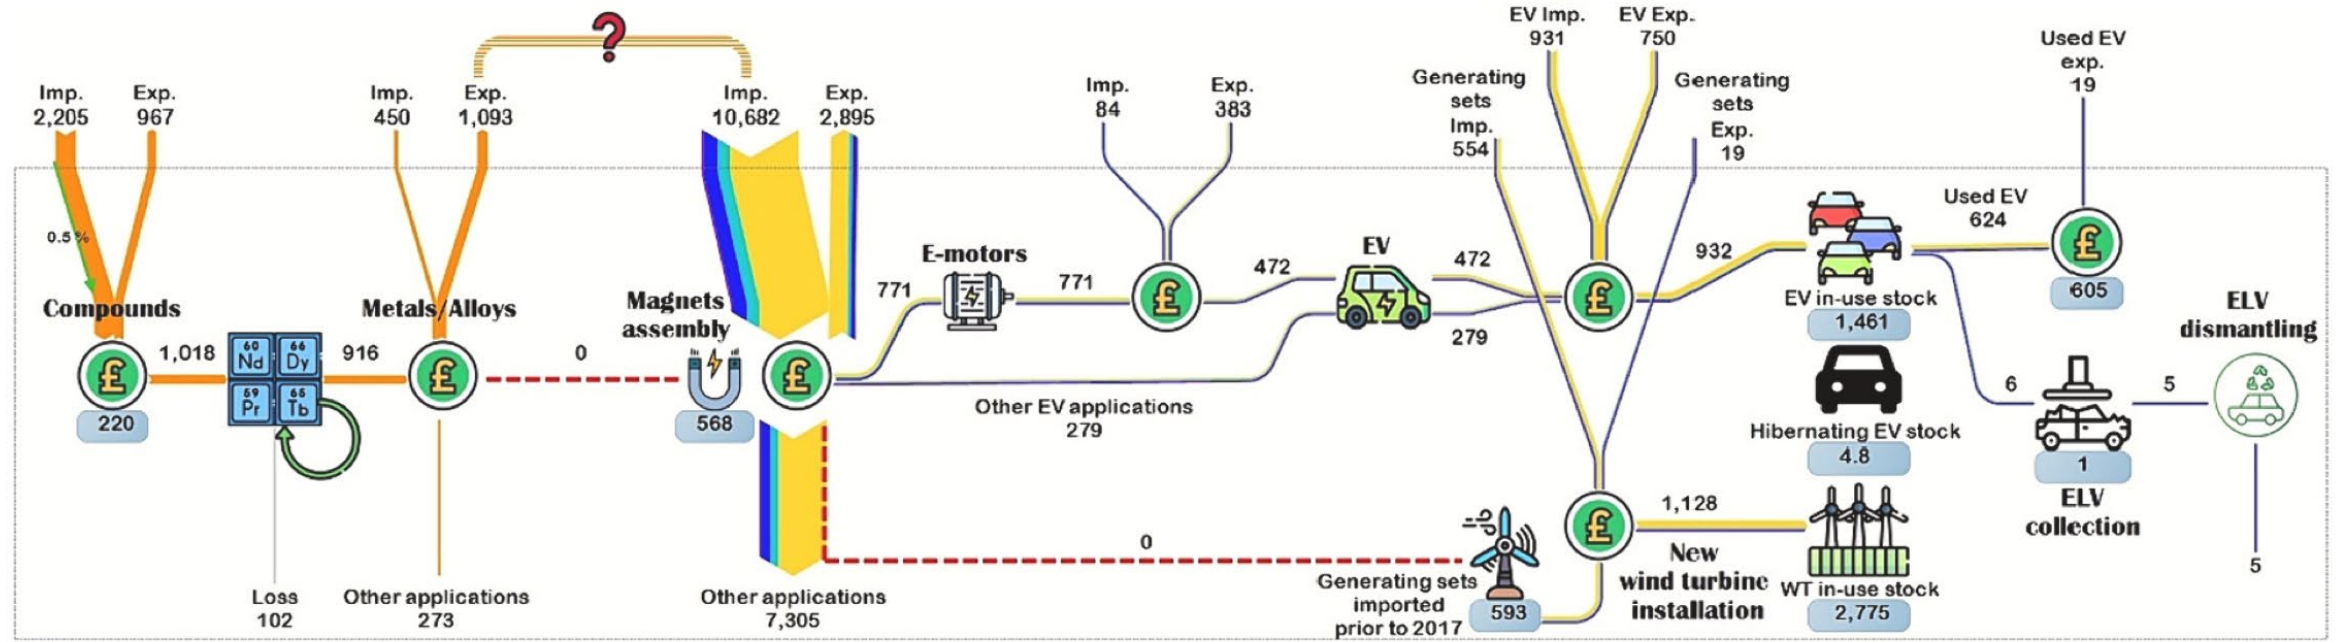 EV Imp.
931
EV Exp.
750
Used EV
exp.
19
Generating
sets
Imp.
554
Generating
sets
Exp.
19
?
Imp.
2,205
Exp.
967
Imp.
450
Exp.
1,093
Imp.
10,682
Exp.
2,895
Imp.
84
Exp.
383
0.5 %
Compounds
£
220
1,018
60
Nd
66
Dy
59
Pr
65
Tb
916
Metals/Alloys
£
0
Magnets
assembly
568
£
771
E-motors
771
£
472
EV
472
279
Other EV applications
279
£
932
EV in-use stock
1,461
Used EV
624
£
605
Hibernating EV stock
4.8
6
1
ELV
collection
5
ELV
dismantling
5
Loss
102
Other applications
273
Other applications
7,305
0
Generating sets
imported
prior to 2017
593
£
1,128
New
wind turbine
installation
WT in-use stock
2,775